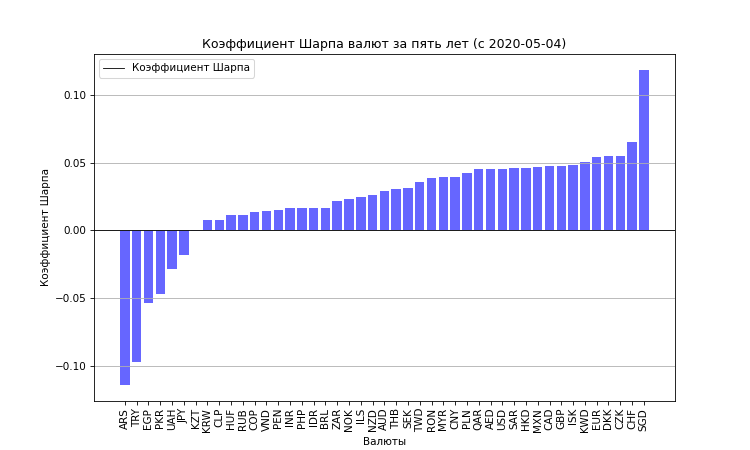 Коэффициент Шарпа валют за пять лет (с 2020-05-04)
Коэффициент Шарпа
0.10
0.05
0.00
−0.05
−0.10
Коэффициент Шарпа
ARS TRY EGP PKR UAH JPY KZT KRW CLP HUF RUB COP VND PEN INR PHP IDR BRL ZAR NOK ILS NZD AUD THB SEK TWD RON MYR CNY PLN QAR AED USD SAR HKD MXN CAD GBP ISK KWD EUR DKK CZK CHF SGD
Валюты